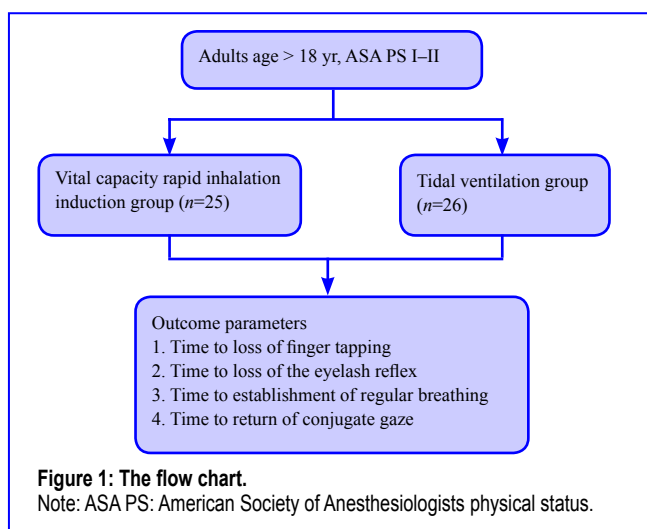 Adults age > 18 yr, ASA PS I–II
Vital capacity rapid inhalation
induction group (n=25)
Tidal ventilation group
(n=26)
Outcome parameters
1. Time to loss of finger tapping
2. Time to loss of the eyelash reflex
3. Time to establishment of regular breathing
4. Time to return of conjugate gaze
Figure 1: The flow chart.
Note: ASA PS: American Society of Anesthesiologists physical status.